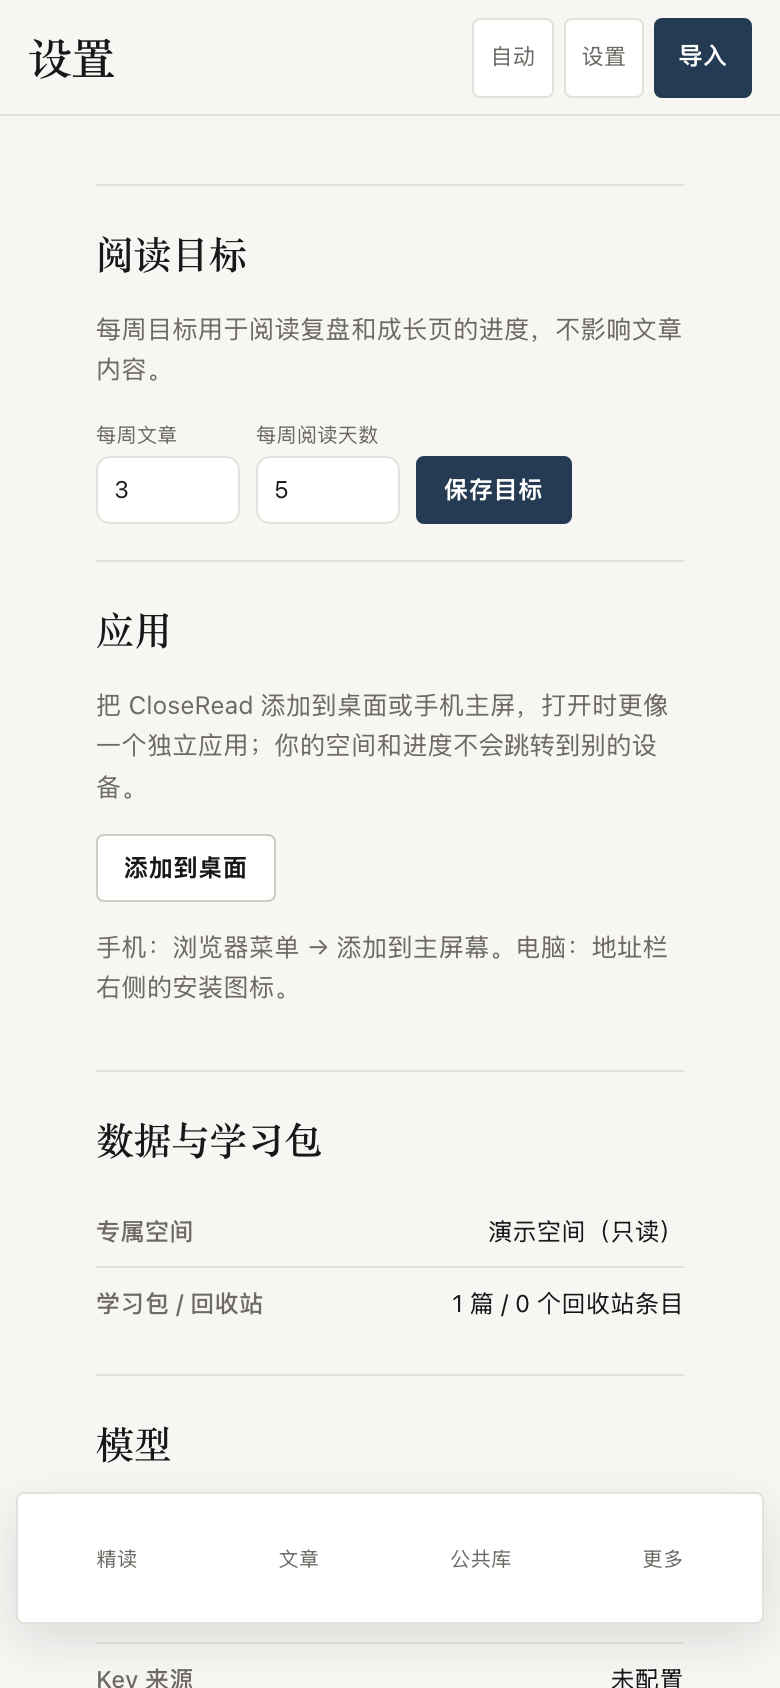 设置
自动
设置
导入
阅读目标
每周目标用于阅读复盘和成长页的进度，不影响文章
内容。
每周文章
每周阅读天数
3
5
保存目标
应用
把 CloseRead 添加到桌面或手机主屏，打开时更像
一个独立应用；你的空间和进度不会跳转到别的设
备。
添加到桌面
手机：浏览器菜单 → 添加到主屏幕。电脑：地址栏
右侧的安装图标。
数据与学习包
专属空间
演示空间（只读）
学习包 / 回收站
1 篇 / 0 个回收站条目
模型
精读
文章
公共库
更多
Key 来源
未配置